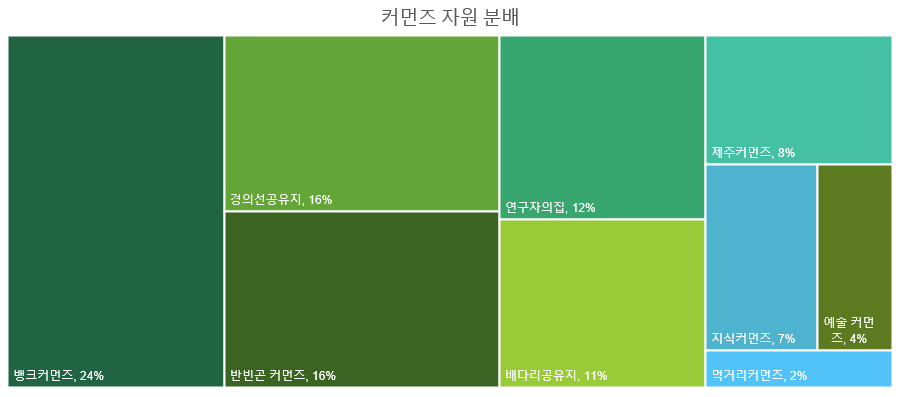 커먼즈 자원 분배
뱅크커먼즈, 24%
경의선공유지, 16%
반빈곤 커먼즈, 16%
연구자의집, 12%
배다리공유지, 11%
제주커먼즈, 8%
지식커먼즈, 7%
예술 커먼
즈, 4%
먹거리커먼즈, 2%